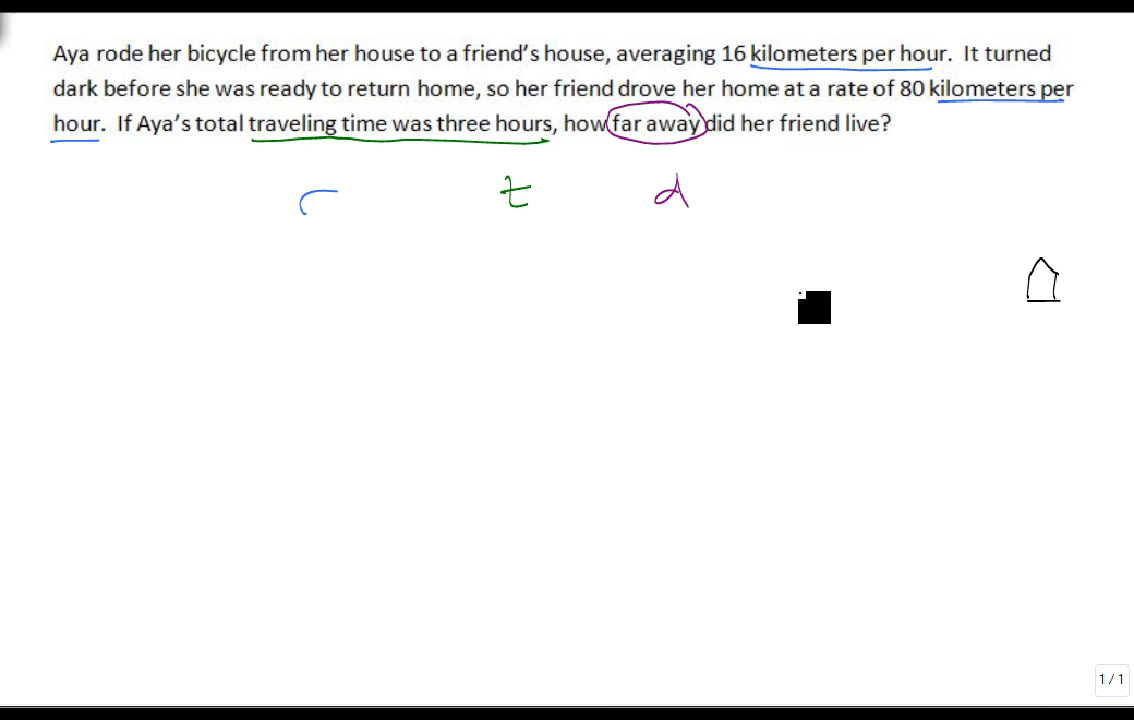 Aya rode her bicycle from her house to a friend's house, averaging 16 kilometers per hour. It turned
dark before she was ready to return home, so her friend drove her home at a rate of 80 kilometers per
hour. If Aya's total traveling time was three hours, how far away did her friend live?
r t d
1 / 1